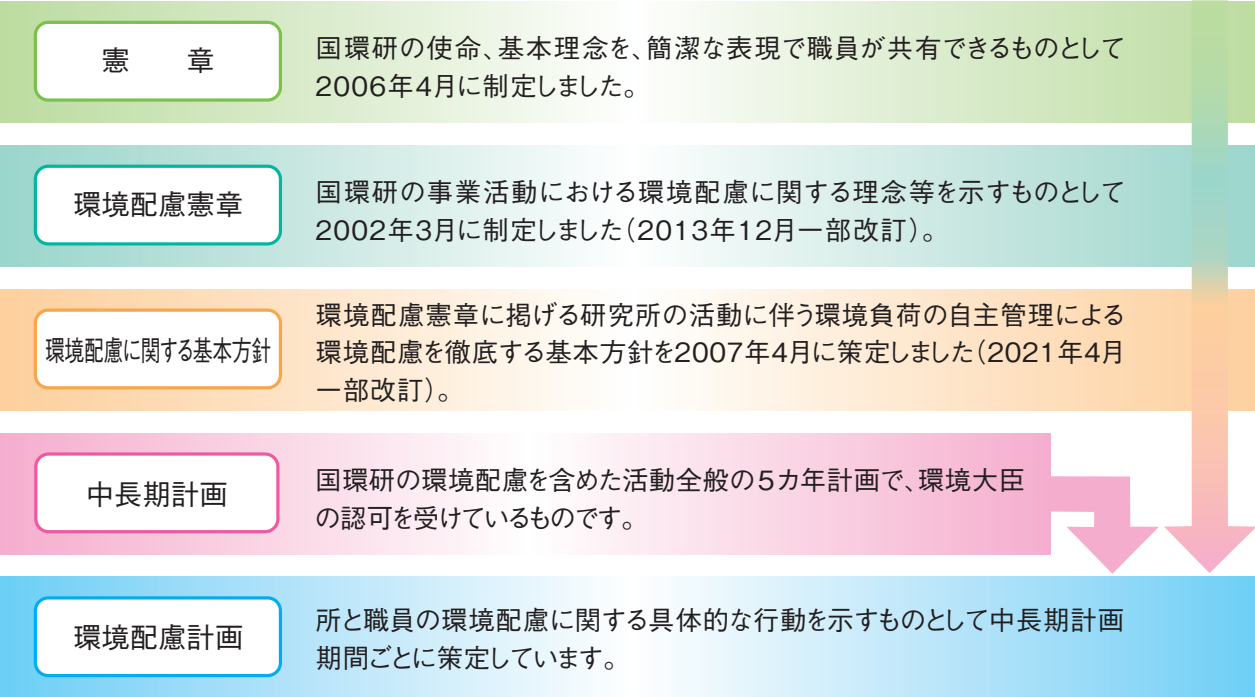 憲　章
国環研の使命、基本理念を、簡潔な表現で職員が共有できるものとして
2006年4月に制定しました。
環境配慮憲章
国環研の事業活動における環境配慮に関する理念等を示すものとして
2002年3月に制定しました（2013年12月一部改訂）。
環境配慮に関する基本方針
環境配慮憲章に掲げる研究所の活動に伴う環境負荷の自主管理による
環境配慮を徹底する基本方針を2007年4月に策定しました（2021年4月
一部改訂）。
中長期計画
国環研の環境配慮を含めた活動全般の5カ年計画で、環境大臣
の認可を受けているものです。
環境配慮計画
所と職員の環境配慮に関する具体的な行動を示すものとして中長期計画
期間ごとに策定しています。